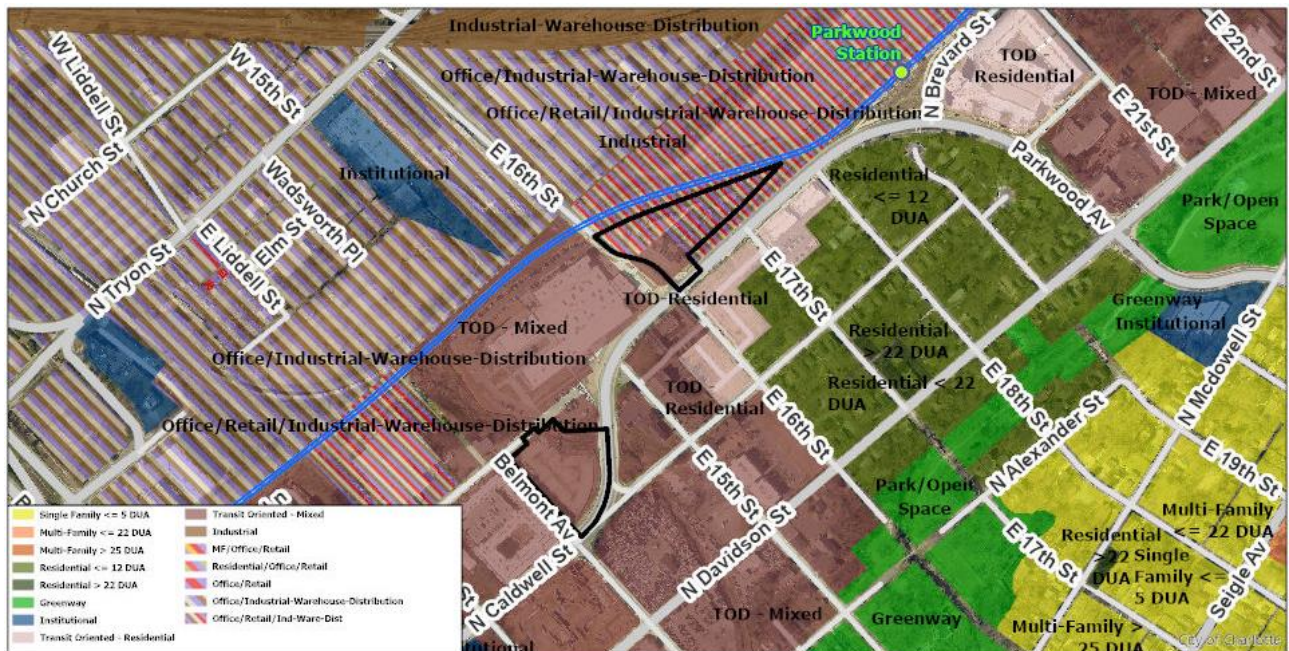 Industrial-Warehouse-Distribution
Parkwood
Station
N Brevard St
TOD -
Residential
E 22nd St
W Liddell St
W 15th St
Office/Industrial-Warehouse-Distribution
TOD - Mixed
E 21st St
Office/Retail/Industrial-Warehouse-Distribution
Industrial
N Church St
E 16th St
Parkwood Av
Institutional
Residential
<= 12
DUA
Park/Open
Space
Wadsworth Pl
Elm St
E Liddell St
N Tryon St
E 17th St
TOD-Residential
Greenway
Institutional
TOD - Mixed
Residential
> 22 DUA
N Mcdowell St
Office/Industrial-Warehouse-Distribution
Residential < 22
DUA
E 18th St
TOD -
Residential
E 16th St
N Alexander St
E 19th St
Office/Retail/Industrial-Warehouse-Distribution
Belmont Av
E 15th St
Park/Open
Space
Multi-Family
<= 22 DUA
Residential
>22
DUA
Single
Family <=
5 DUA
E 17th St
Seigle Av
N Davidson St
N Caldwell St
St
TOD - Mixed
Greenway
Multi-Family >
25 DUA
City of Charlotte
Single Family <= 5 DUA
Multi-Family <= 22 DUA
Multi-Family > 25 DUA
Residential <= 12 DUA
Residential > 22 DUA
Greenway
Institutional
Transit Oriented - Residential
Transit Oriented - Mixed
Industrial
MF/Office/Retail
Residential/Office/Retail
Office/Retail
Office/Industrial-Warehouse-Distribution
Office/Retail/Ind-Ware-Dist